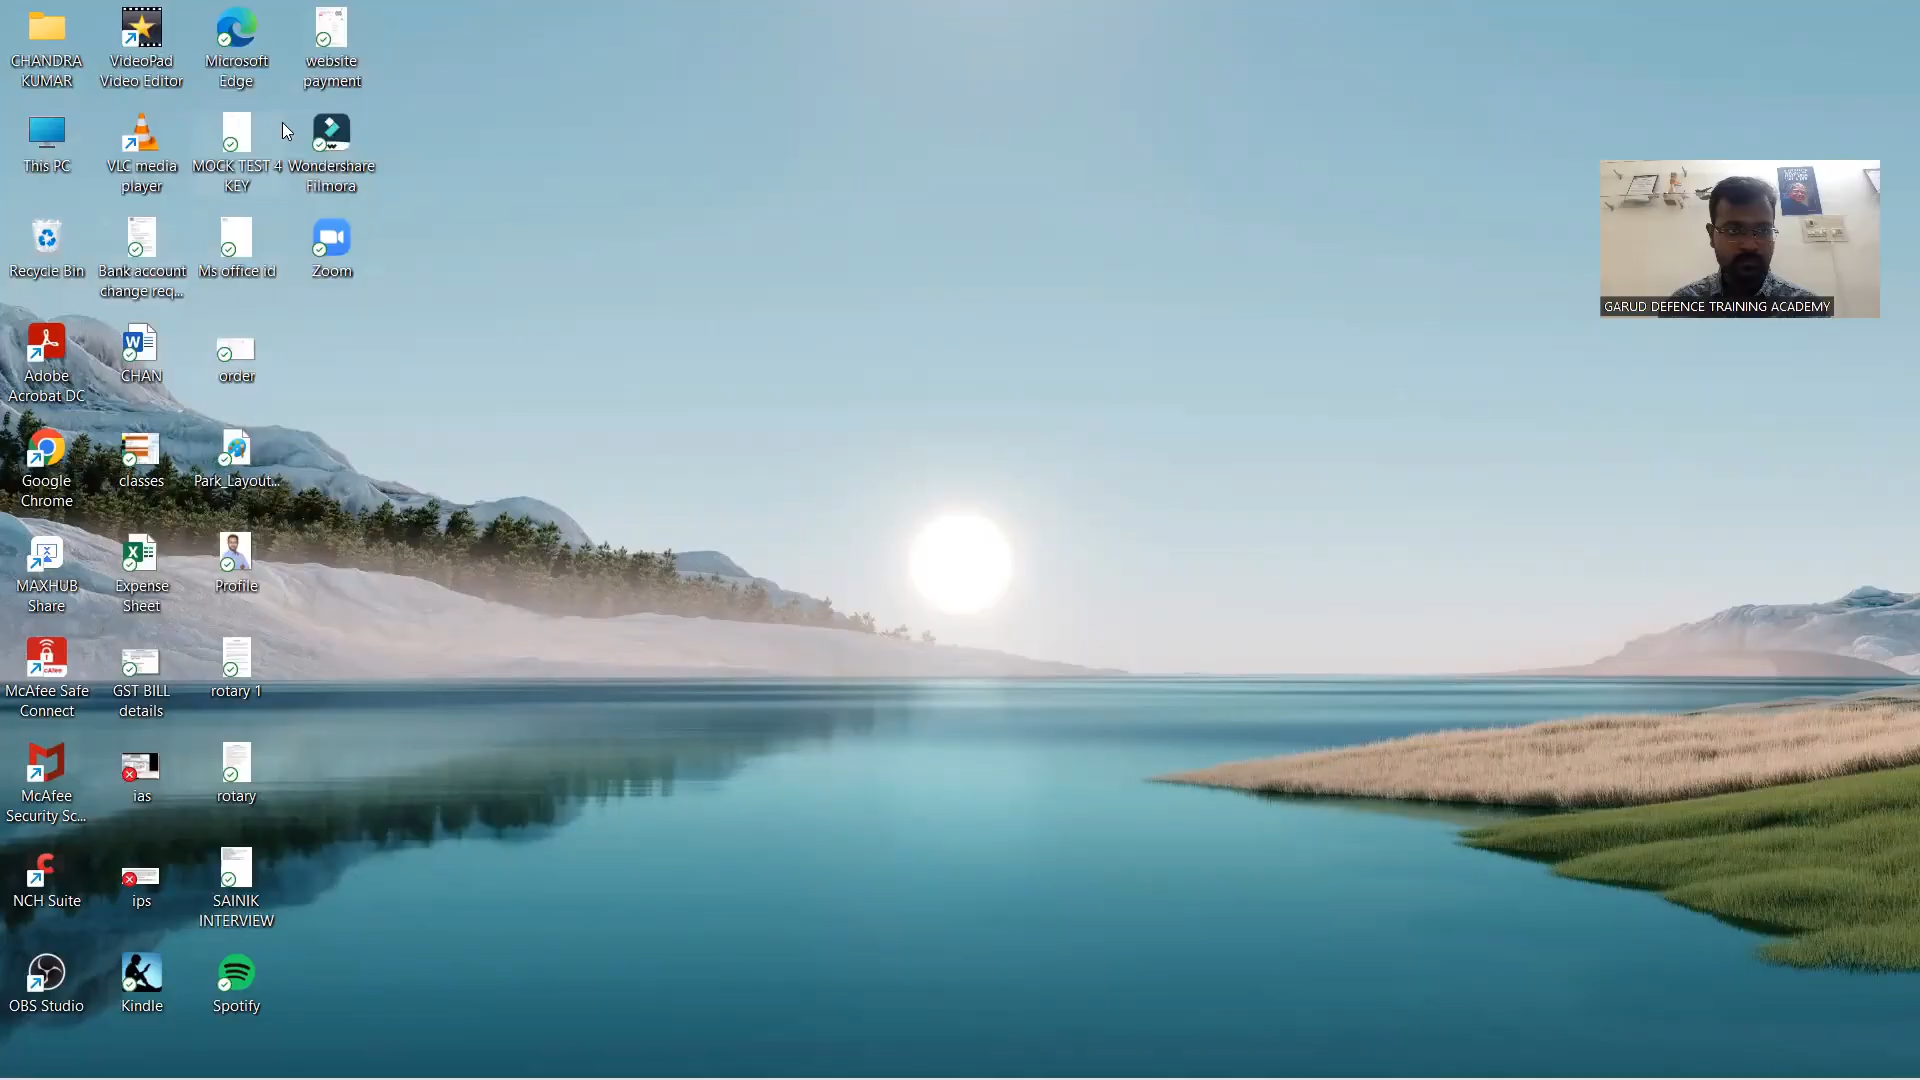 CHANDRA
KUMAR
VideoPad
Video Editor
Microsoft
Edge
website
payment
This PC
VLC media
player
MOCK TEST 4
KEY
Wondershare
Filmora
Recycle Bin
Bank account
change req...
Ms office id
Zoom
Adobe
Acrobat DC
CHAN
order
Google
Chrome
classes
Park_Layout...
MAXHUB
Share
Expense
Sheet
Profile
McAfee Safe
Connect
GST BILL
details
rotary 1
McAfee
Security Sc...
ias
rotary
NCH Suite
ips
SAINIK
INTERVIEW
OBS Studio
Kindle
Spotify
GARUD DEFENCE TRAINING ACADEMY